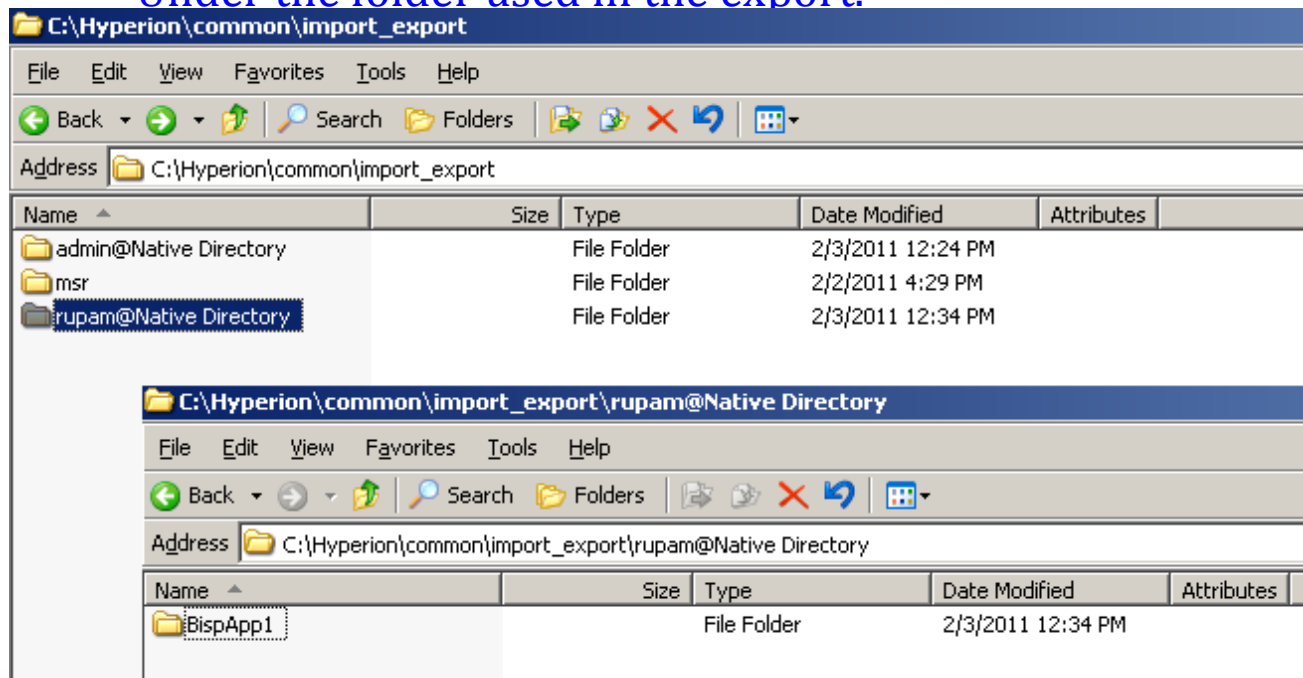 Under the folder used in the export.
C:\Hyperion\common\import_export
File Edit View Favorites Tools Help
Back Search Folders
Address C:\Hyperion\common\import_export
Name Size Type Date Modified Attributes
admin@Native Directory File Folder 2/3/2011 12:24 PM
msr File Folder 2/2/2011 4:29 PM
rupam@Native Directory File Folder 2/3/2011 12:34 PM
C:\Hyperion\common\import_export\rupam@Native Directory
File Edit View Favorites Tools Help
Back Search Folders
Address C:\Hyperion\common\import_export\rupam@Native Directory
Name Size Type Date Modified Attributes
BispApp1 File Folder 2/3/2011 12:34 PM